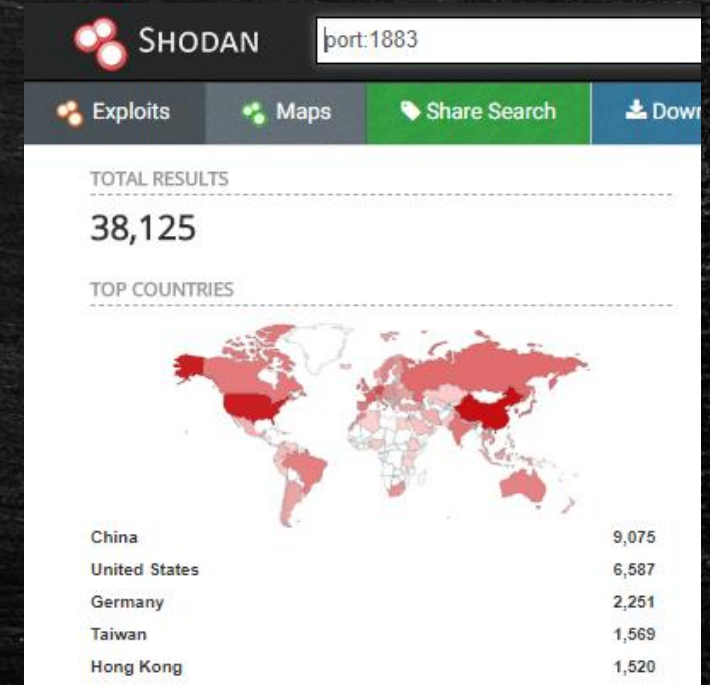 SHODAN port:1883
Exploits Maps Share Search Down
TOTAL RESULTS
38,125
TOP COUNTRIES
China 9,075
United States 6,587
Germany 2,251
Taiwan 1,569
Hong Kong 1,520